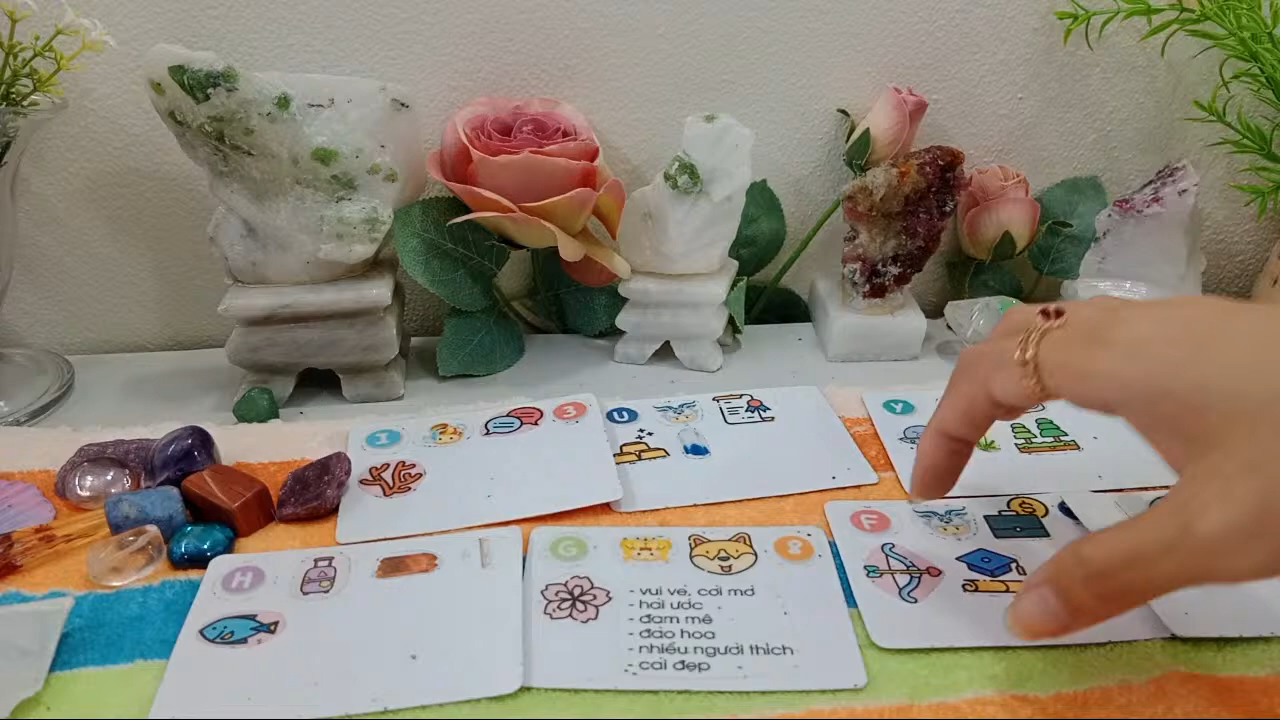 I
3
U
Y
H
G
8
- vui vẻ, cởi mở
- hài ước
- đam mê
- đào hoa
- nhiều người thích
- cái đẹp
F